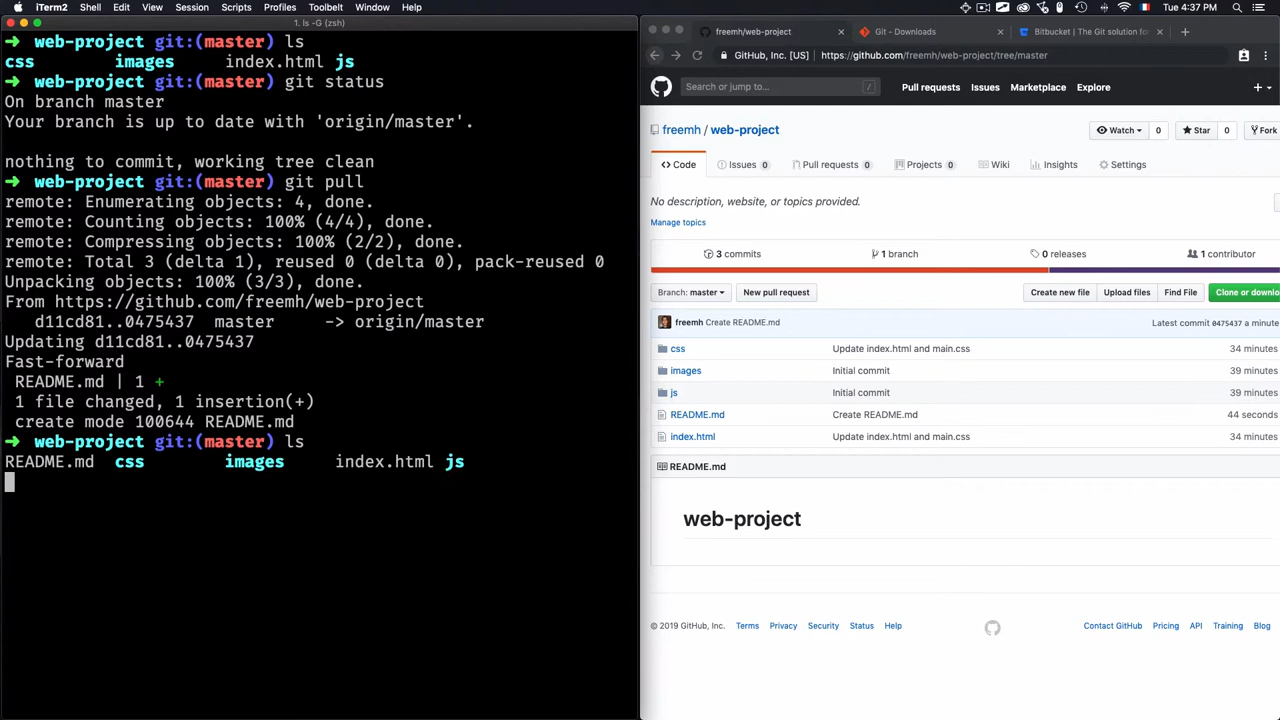 iTerm2 Shell Edit View Session Scripts Profiles Toolbelt Window Help
Tue 4:37 PM
1. ls -G (zsh)
➜ web-project git:(master) ls
css images index.html js
➜ web-project git:(master) git status
On branch master
Your branch is up to date with 'origin/master'.
nothing to commit, working tree clean
➜ web-project git:(master) git pull
remote: Enumerating objects: 4, done.
remote: Counting objects: 100% (4/4), done.
remote: Compressing objects: 100% (2/2), done.
remote: Total 3 (delta 1), reused 0 (delta 0), pack-reused 0
Unpacking objects: 100% (3/3), done.
From https://github.com/freemh/web-project
d11cd81..0475437 master -> origin/master
Updating d11cd81..0475437
Fast-forward
README.md | 1 +
1 file changed, 1 insertion(+)
create mode 100644 README.md
➜ web-project git:(master) ls
README.md css images index.html js
freemh/web-project × Git - Downloads × Bitbucket | The Git solution fo × +
GitHub, Inc. [US] https://github.com/freemh/web-project/tree/master
Search or jump to... / Pull requests Issues Marketplace Explore +
freemh / web-project
Watch 0 Star 0 Fork
Code Issues 0 Pull requests 0 Projects 0 Wiki Insights Settings
No description, website, or topics provided.
Manage topics
3 commits 1 branch 0 releases 1 contributor
Branch: master New pull request Create new file Upload files Find File Clone or downlo
freemh Create README.md Latest commit 0475437 a minute
css Update index.html and main.css 34 minutes
images Initial commit 39 minutes
js Initial commit 39 minutes
README.md Create README.md 44 seconds
index.html Update index.html and main.css 34 minutes
README.md
web-project
© 2019 GitHub, Inc. Terms Privacy Security Status Help Contact GitHub Pricing API Training Blog